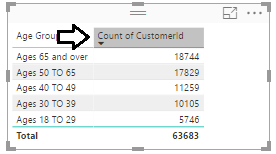 Age Grou Count of CustomerId
Ages 65 and over 18744
Ages 50 TO 65 17829
Ages 40 TO 49 11259
Ages 30 TO 39 10105
Ages 18 TO 29 5746
Total 63683